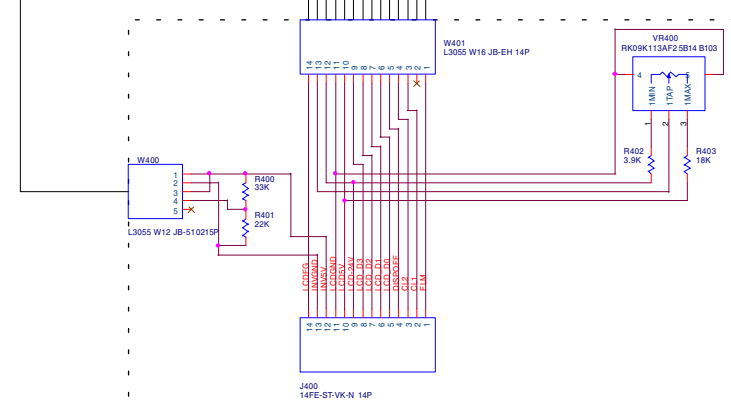 W401
L3055 W16 JB-EH 14P
14 13 12 11 10 9 8 7 6 5 4 3 2 1
VR400
RK09K113AF25B14 B103
4 5
1MIN 1TAP 1MAX
1 2 3
R402
3.9K
R403
18K
W400
1
2
3
4
5
L3055 W12 JB-510215P
R400
33K
R401
22K
LCDEG
INVGND
INV5V
LCDGND
LCD5V
LCD-24V
LCD_D3
LCD_D2
LCD_D1
LCD_D0
DISPOFF
CL2
CL1
FLM
14 13 12 11 10 9 8 7 6 5 4 3 2 1
J400
14FE-ST-VK-N 14P